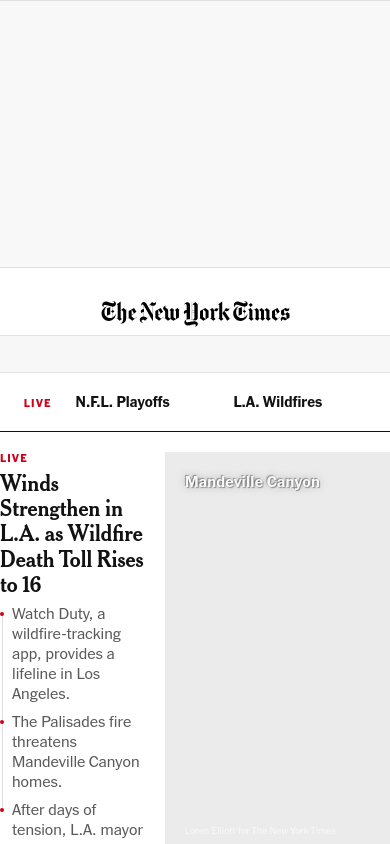 The New York Times
LIVE
N.F.L. Playoffs
L.A. Wildfires
LIVE
Winds
Strengthen in
L.A. as Wildfire
Death Toll Rises
to 16
Watch Duty, a
wildfire-tracking
app, provides a
lifeline in Los
Angeles.
The Palisades fire
threatens
Mandeville Canyon
homes.
After days of
tension, L.A. mayor
Mandeville Canyon
Loren Elliott for The New York Times